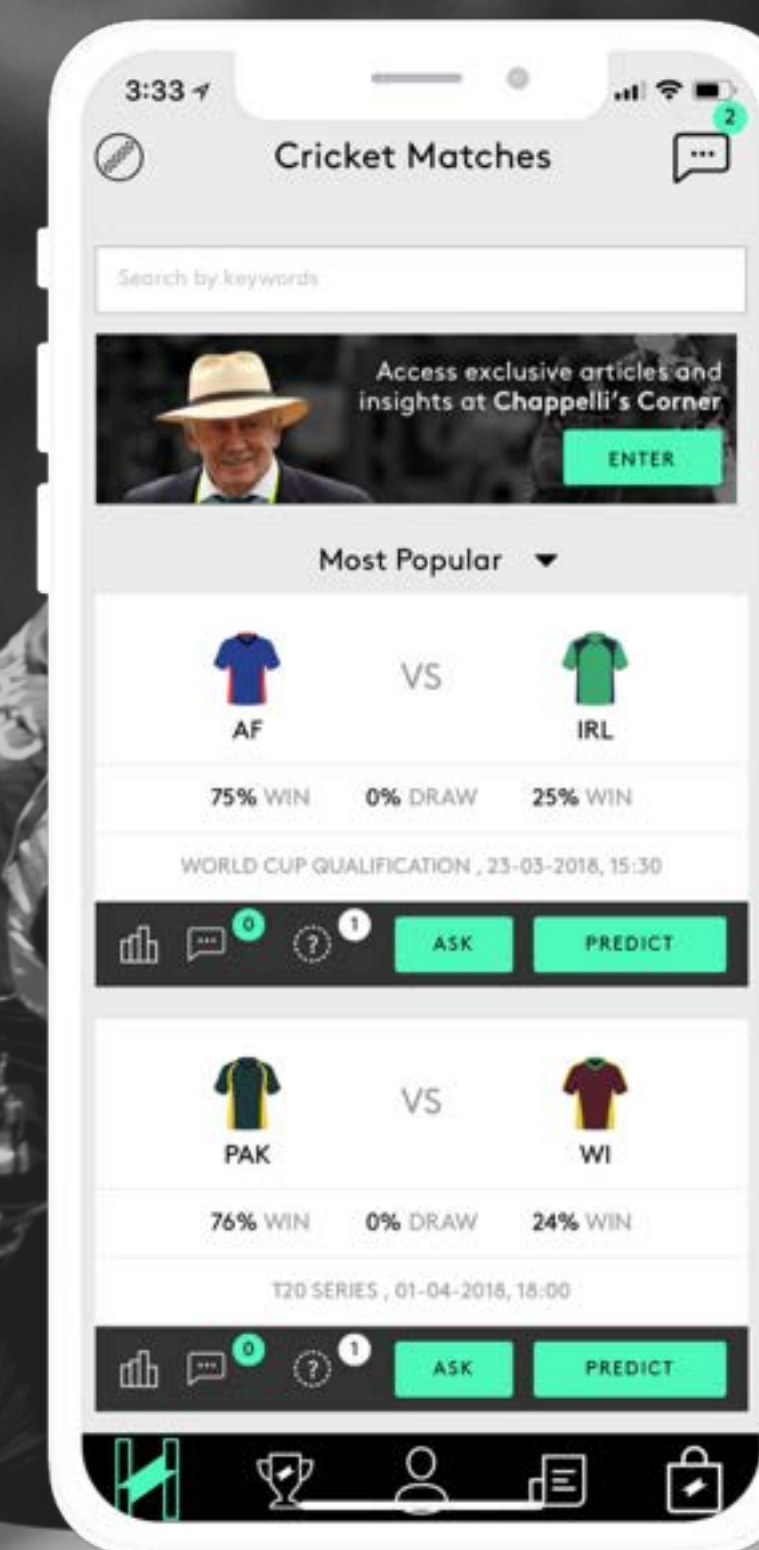 3:33
2
Cricket Matches
Search by keywords
Access exclusive articles and
insights at Chappelli's Corner
ENTER
Most Popular
VS
AF IRL
75% WIN 0% DRAW 25% WIN
WORLD CUP QUALIFICATION , 23-03-2018, 15:30
0 ? 1 ASK PREDICT
VS
PAK WI
76% WIN 0% DRAW 24% WIN
T20 SERIES , 01-04-2018, 18:00
0 ? 1 ASK PREDICT